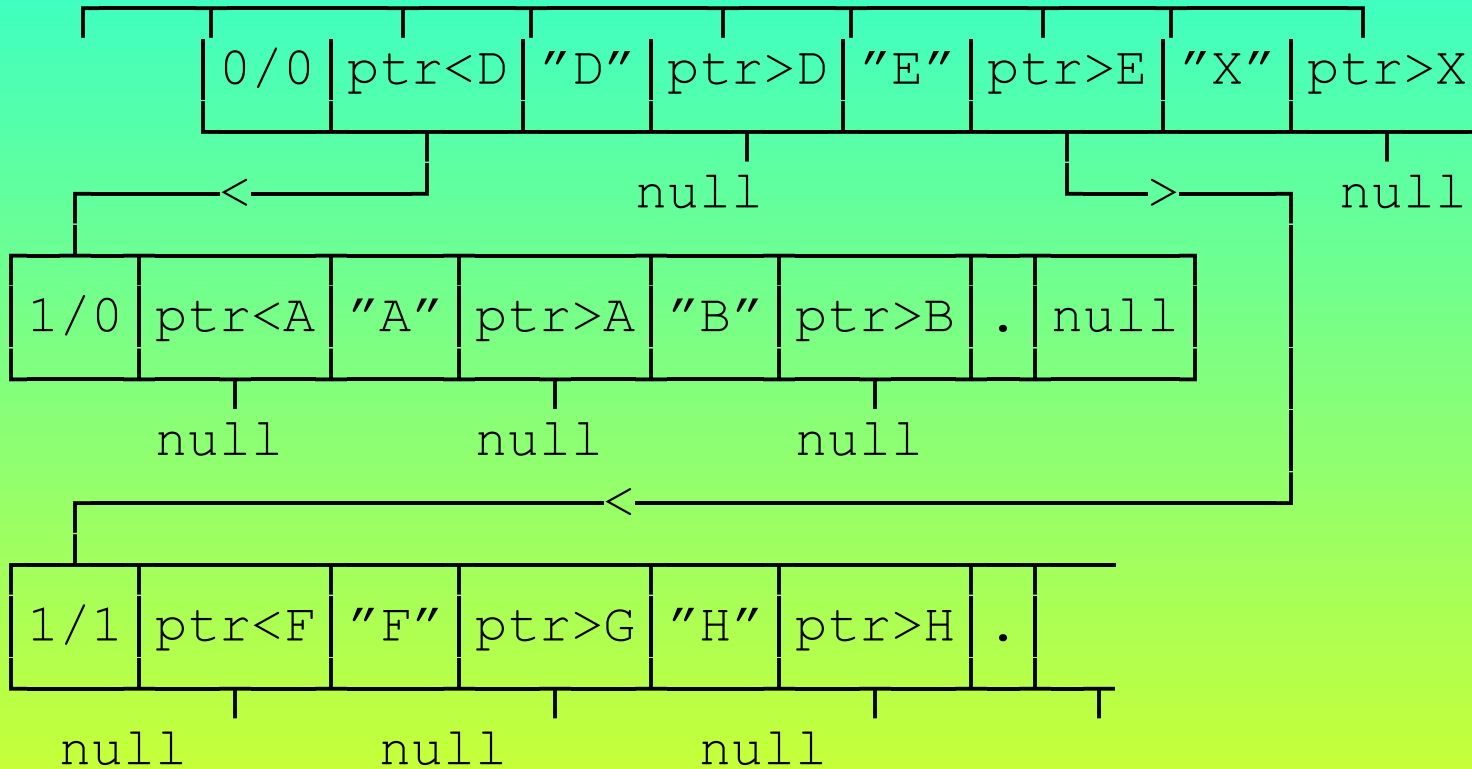 0/0 ptr<D ”D” ptr>D ”E” ptr>E ”X” ptr>X
< null > null
1/0 ptr<A ”A” ptr>A ”B” ptr>B . null
null null null
<
1/1 ptr<F ”F” ptr>G ”H” ptr>H .
null null null